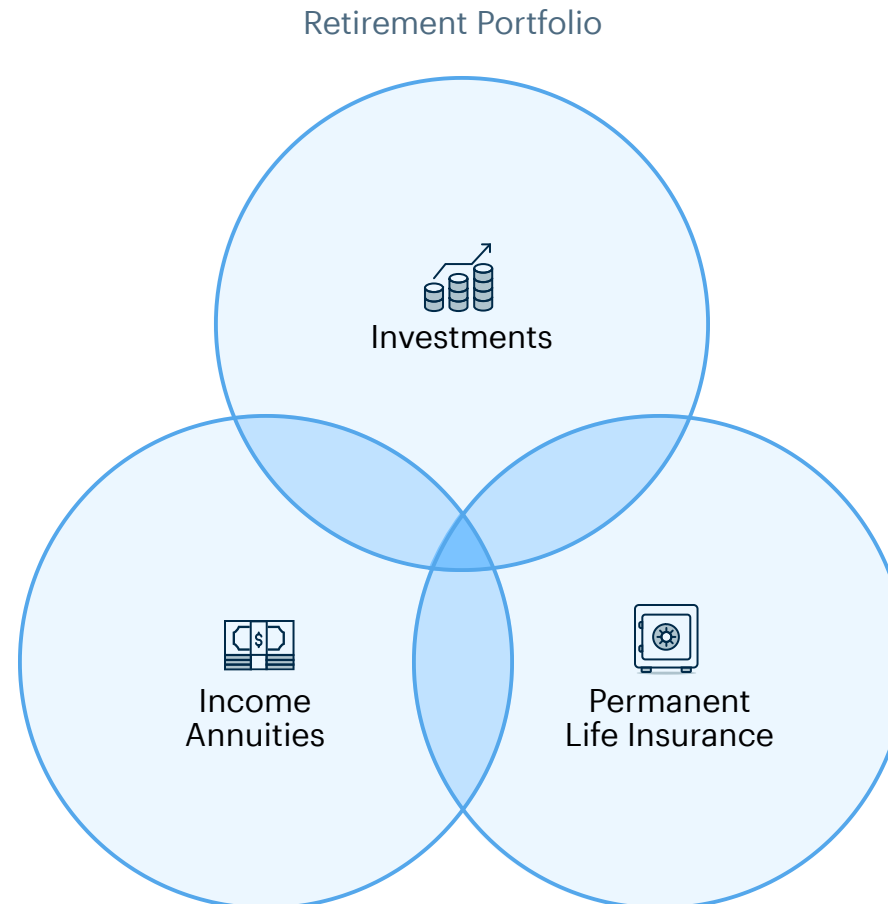 Retirement Portfolio
Investments
$
Income
Annuities
Permanent
Life Insurance